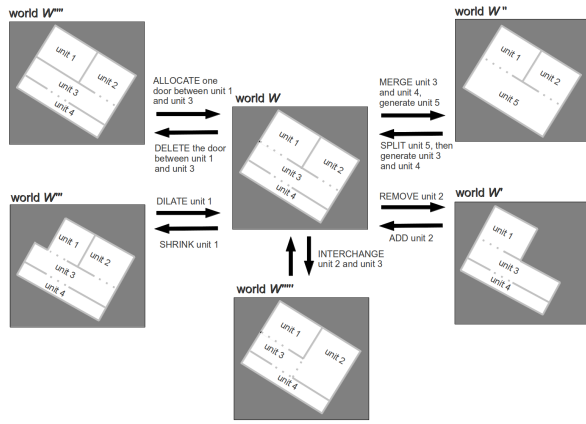 world W''''
unit 1
unit 2
unit 3
unit 4
ALLOCATE one
door between unit 1
and unit 3
DELETE the door
between unit 1
and unit 3
world W
unit 1
unit 2
unit 3
unit 4
MERGE unit 3
and unit 4,
generate unit 5
SPLIT unit 5, then
generate unit 3
and unit 4
world W''
unit 1
unit 2
unit 5
world W'''
unit 1
unit 2
unit 3
unit 4
DILATE unit 1
SHRINK unit 1
REMOVE unit 2
ADD unit 2
world W'
unit 1
unit 3
unit 4
INTERCHANGE
unit 2 and unit 3
world W'''''
unit 1
unit 2
unit 3
unit 4